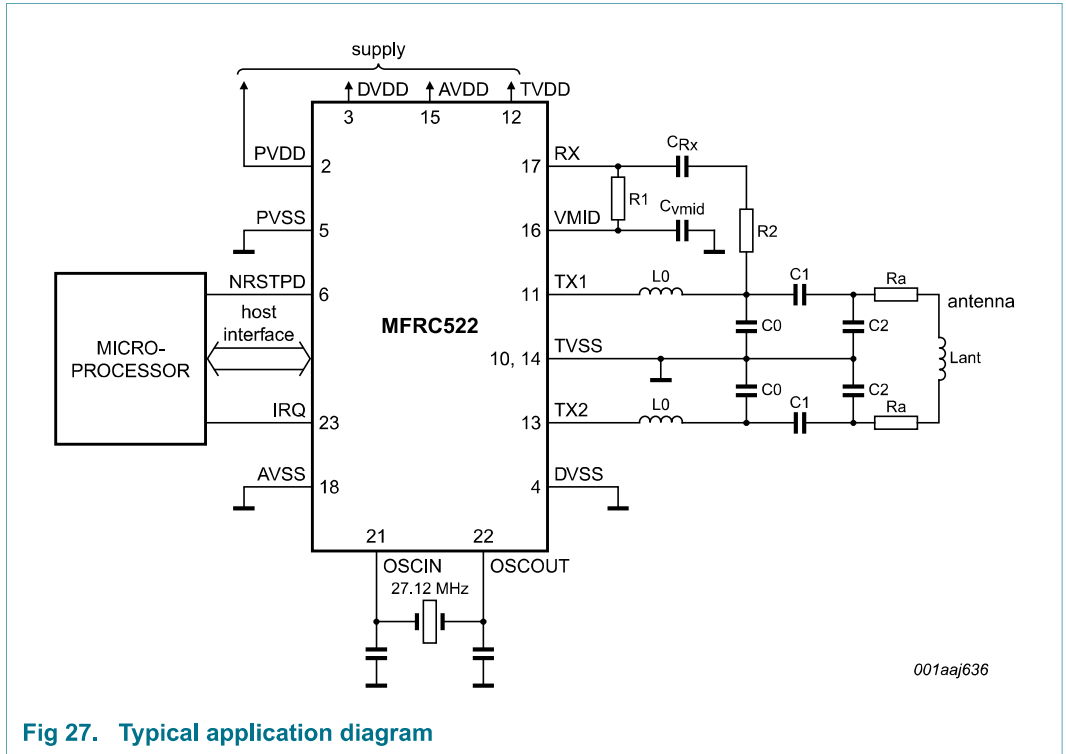 supply
DVDD AVDD TVDD
3 15 12
PVDD
2
PVSS
5
NRSTPD
6
host
interface
MICRO-
PROCESSOR
IRQ
23
AVSS
18
MFRC522
17
RX
CRx
R1
VMID
16
Cvmid
R2
11
TX1
L0
C1
Ra
antenna
C0
C2
10, 14
TVSS
Lant
C0
C2
13
TX2
L0
C1
Ra
4
DVSS
21 22
OSCIN OSCOUT
27.12 MHz
001aaj636
Fig 27. Typical application diagram